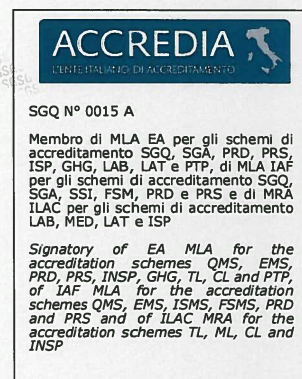 ACCREDIA
L'ENTE ITALIANO DI ACCREDITAMENTO
SGQ N° 0015 A
Membro di MLA EA per gli schemi di
accreditamento SGQ, SGA, PRD, PRS,
ISP, GHG, LAB, LAT e PTP, di MLA IAF
per gli schemi di accreditamento SGQ,
SGA, SSI, FSM, PRD e PRS e di MRA
ILAC per gli schemi di accreditamento
LAB, MED, LAT e ISP
Signatory of EA MLA for the
accreditation schemes QMS, EMS,
PRD, PRS, INSP, GHG, TL, CL and PTP,
of IAF MLA for the accreditation
schemes QMS, EMS, ISMS, FSMS, PRD
and PRS and of ILAC MRA for the
accreditation schemes TL, ML, CL and
INSP